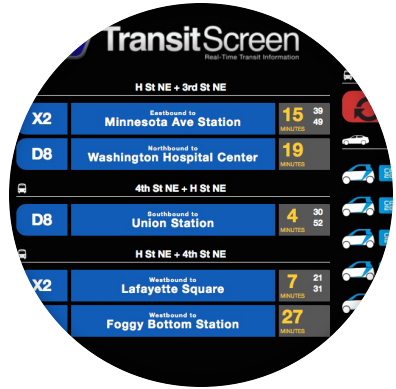 TransitScreen
Real-Time Transit Information
H St NE + 3rd St NE
X2
Eastbound to
Minnesota Ave Station
15
MINUTES
39
49
D8
Northbound to
Washington Hospital Center
19
MINUTES
4th St NE + H St NE
D8
Southbound to
Union Station
4
MINUTES
30
52
H St NE + 4th St NE
X2
Westbound to
Lafayette Square
7
MINUTES
21
31
Westbound to
Foggy Bottom Station
27
MINUTES